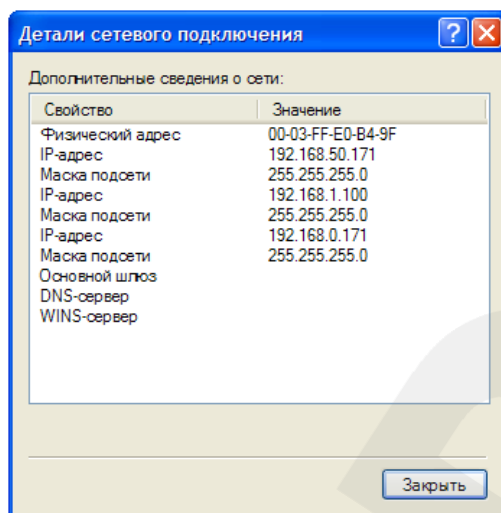 Детали сетевого подключения
Дополнительные сведения о сети:
Свойство Значение
Физический адрес 00-03-FF-E0-B4-9F
IP-адрес 192.168.50.171
Маска подсети 255.255.255.0
IP-адрес 192.168.1.100
Маска подсети 255.255.255.0
IP-адрес 192.168.0.171
Маска подсети 255.255.255.0
Основной шлюз
DNS-сервер
WINS-сервер
Закрыть